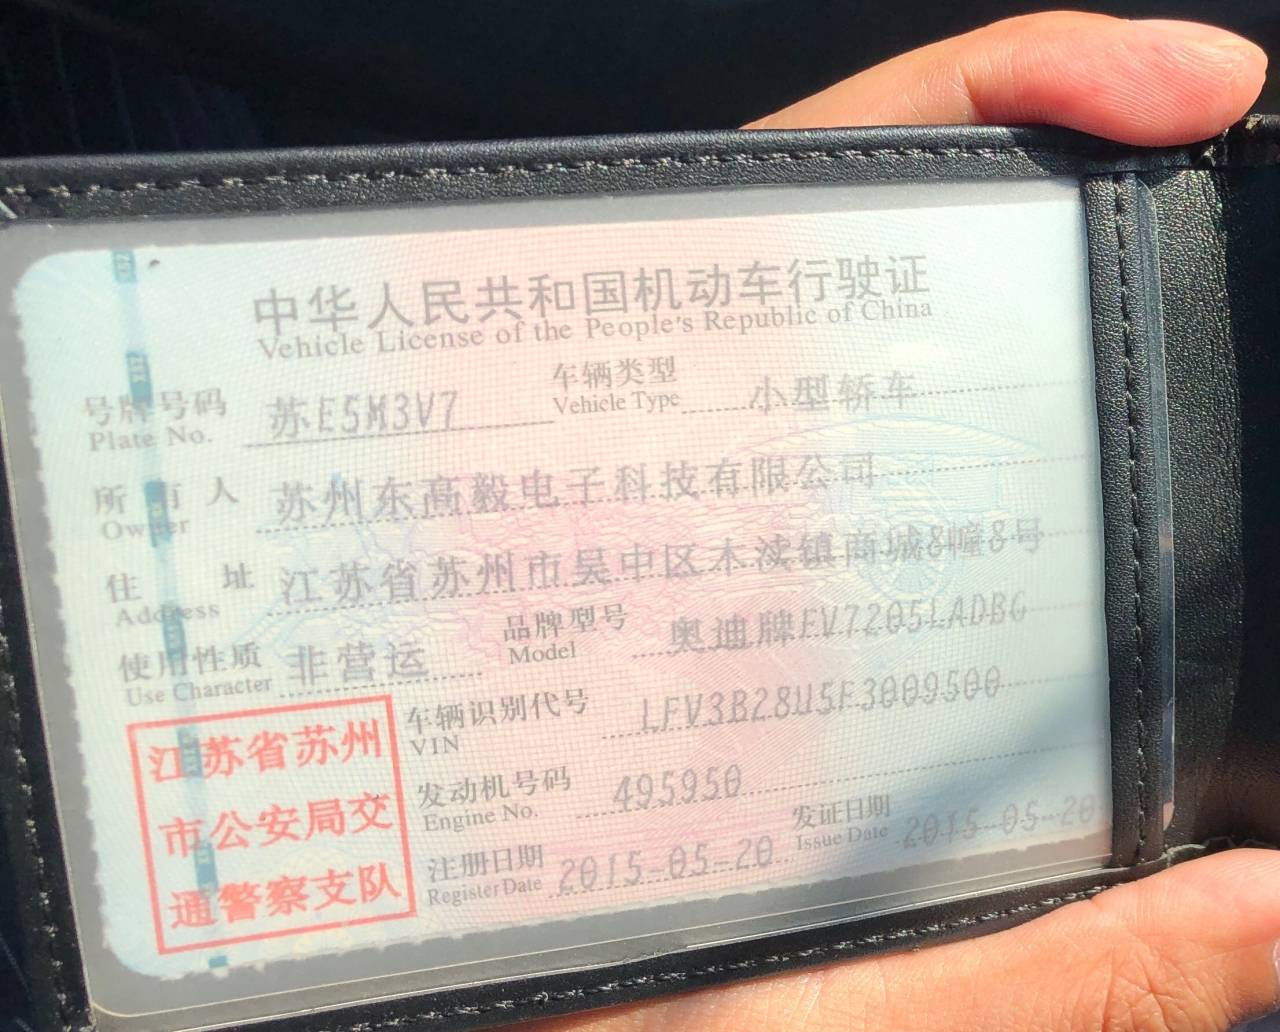 中华人民共和国机动车行驶证
Vehicle License of the People's Republic of China
号牌号码 苏E5M3V7 车辆类型 小型轿车
Plate No. Vehicle Type
所有人 苏州东高毅电子科技有限公司
Owner
住址 江苏省苏州市吴中区木渎镇商城8幢8号
Address
使用性质 非营运 品牌型号 奥迪牌FV7205LADBG
Use Character Model
车辆识别代号 LFV3B28U5F3009500
VIN
发动机号码 495950
Engine No.
注册日期 2015-05-20 发证日期 2015-05-20
Register Date Issue Date
江苏省苏州
市公安局交
通警察支队